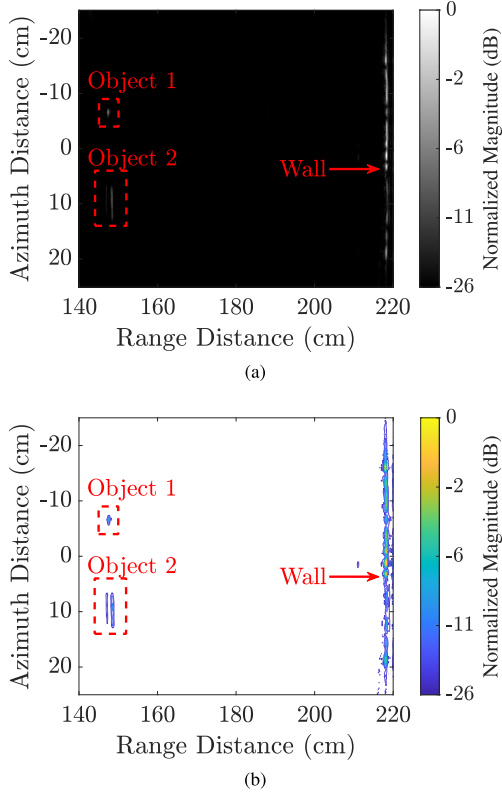 -20
-10
0
10
20
Azimuth Distance (cm)
Object 1
Object 2
Wall
140
160
180
200
220
Range Distance (cm)
0
-2
-6
-11
-26
Normalized Magnitude (dB)
(a)
-20
-10
0
10
20
Azimuth Distance (cm)
Object 1
Object 2
Wall
140
160
180
200
220
Range Distance (cm)
0
-2
-6
-11
-26
Normalized Magnitude (dB)
(b)